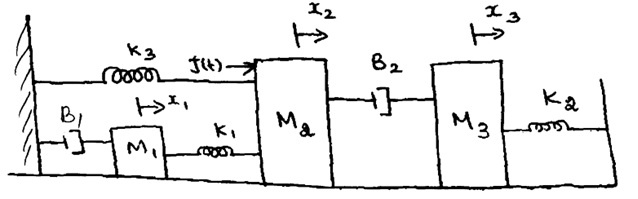 x₂
x₃
K₃
f(t)
B₂
B₁
x₁
K₁
M₂
K₂
M₁
M₃